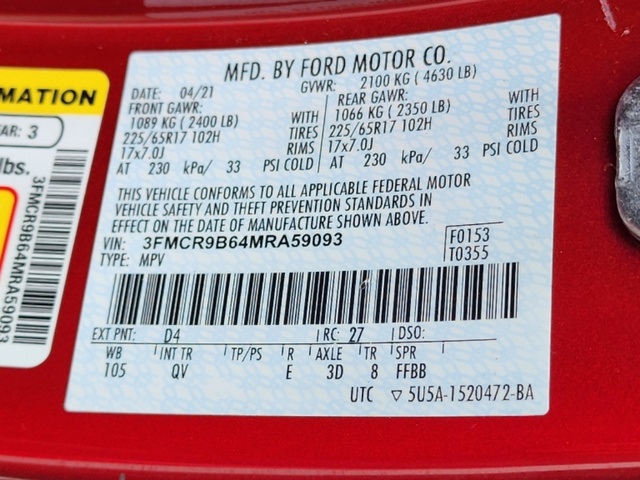 MFD. BY FORD MOTOR CO.
DATE: 04/21 GVWR: 2100 KG ( 4630 LB)
FRONT GAWR: REAR GAWR:
1089 KG ( 2400 LB) WITH 1066 KG ( 2350 LB) WITH
225/65R17 102H TIRES 225/65R17 102H TIRES
17x7.0J RIMS 17x7.0J RIMS
AT 230 kPa/ 33 PSI COLD AT 230 kPa/ 33 PSI COLD
THIS VEHICLE CONFORMS TO ALL APPLICABLE FEDERAL MOTOR
VEHICLE SAFETY AND THEFT PREVENTION STANDARDS IN
EFFECT ON THE DATE OF MANUFACTURE SHOWN ABOVE.
VIN: 3FMCR9B64MRA59093 F0153
TYPE: MPV T0355
EXT PNT: D4 RC: 27 DSO:
WB INT TR TP/PS R AXLE TR SPR
105 QV E 3D 8 FFBB
UTC ▽ 5U5A-1520472-BA
MATION
AR: 3
lbs.
3FMCR9B64MRA59093